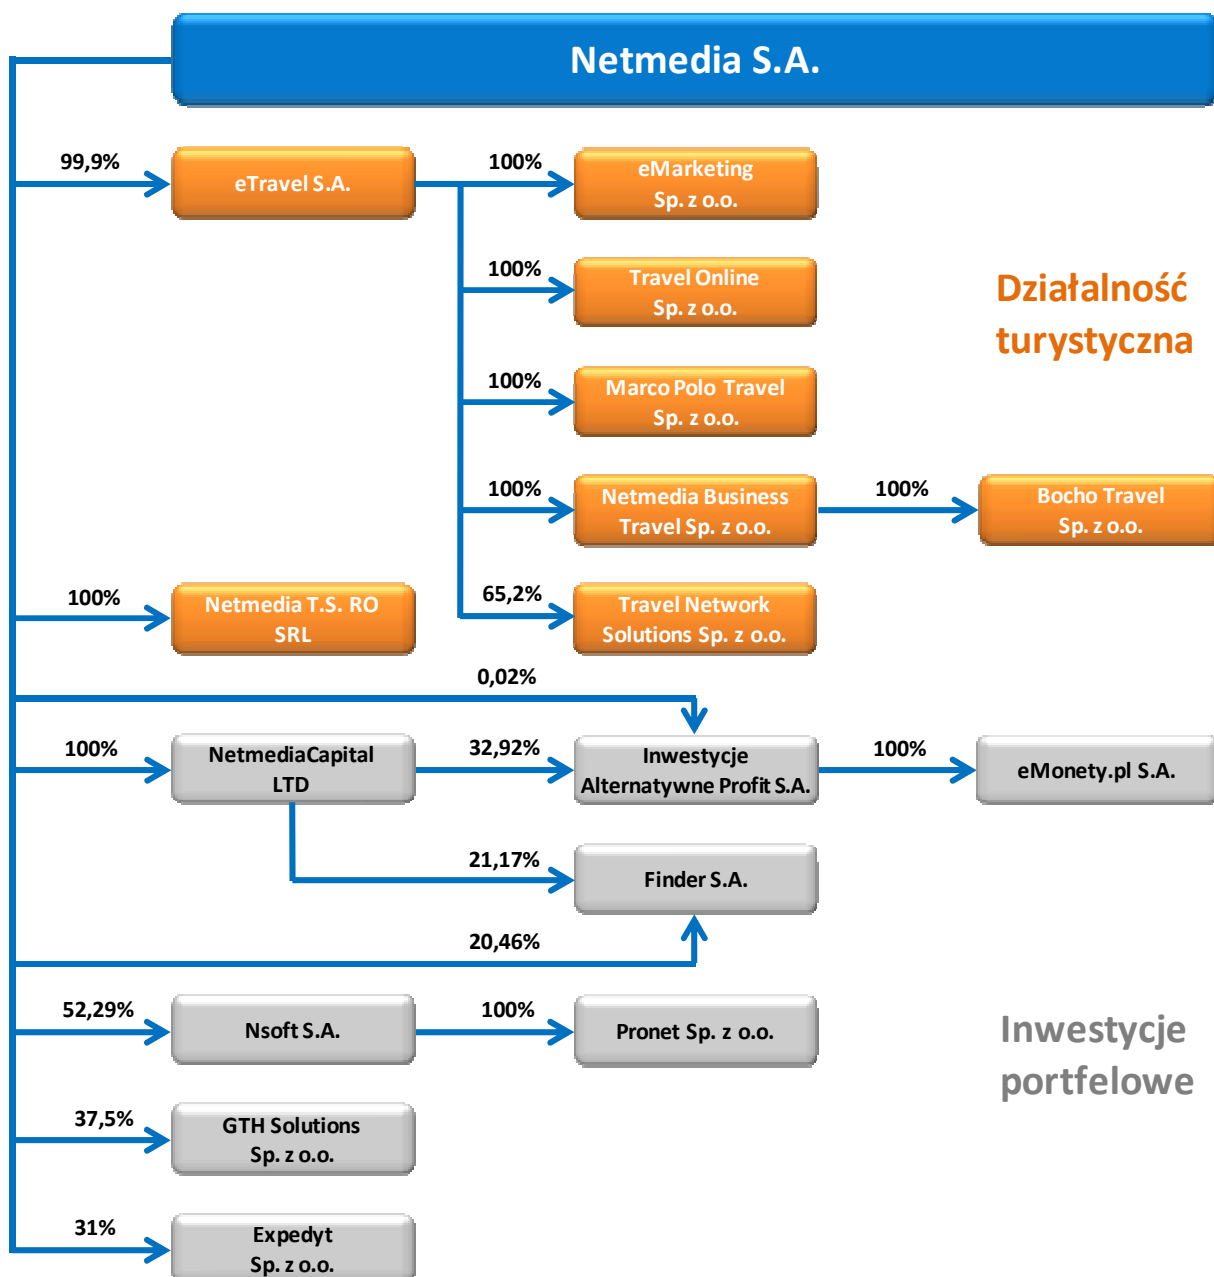 Netmedia S.A.
99,9%
eTravel S.A.
100%
eMarketing
Sp. z o.o.
100%
Travel Online
Sp. z o.o.
Działalność
turystyczna
100%
Marco Polo Travel
Sp. z o.o.
100%
Netmedia Business
Travel Sp. z o.o.
100%
Bocho Travel
Sp. z o.o.
100%
Netmedia T.S. RO
SRL
65,2%
Travel Network
Solutions Sp. z o.o.
0,02%
100%
NetmediaCapital
LTD
32,92%
Inwestycje
Alternatywne Profit S.A.
100%
eMonety.pl S.A.
21,17%
Finder S.A.
20,46%
52,29%
Nsoft S.A.
100%
Pronet Sp. z o.o.
Inwestycje
portfelowe
37,5%
GTH Solutions
Sp. z o.o.
31%
Expedyt
Sp. z o.o.